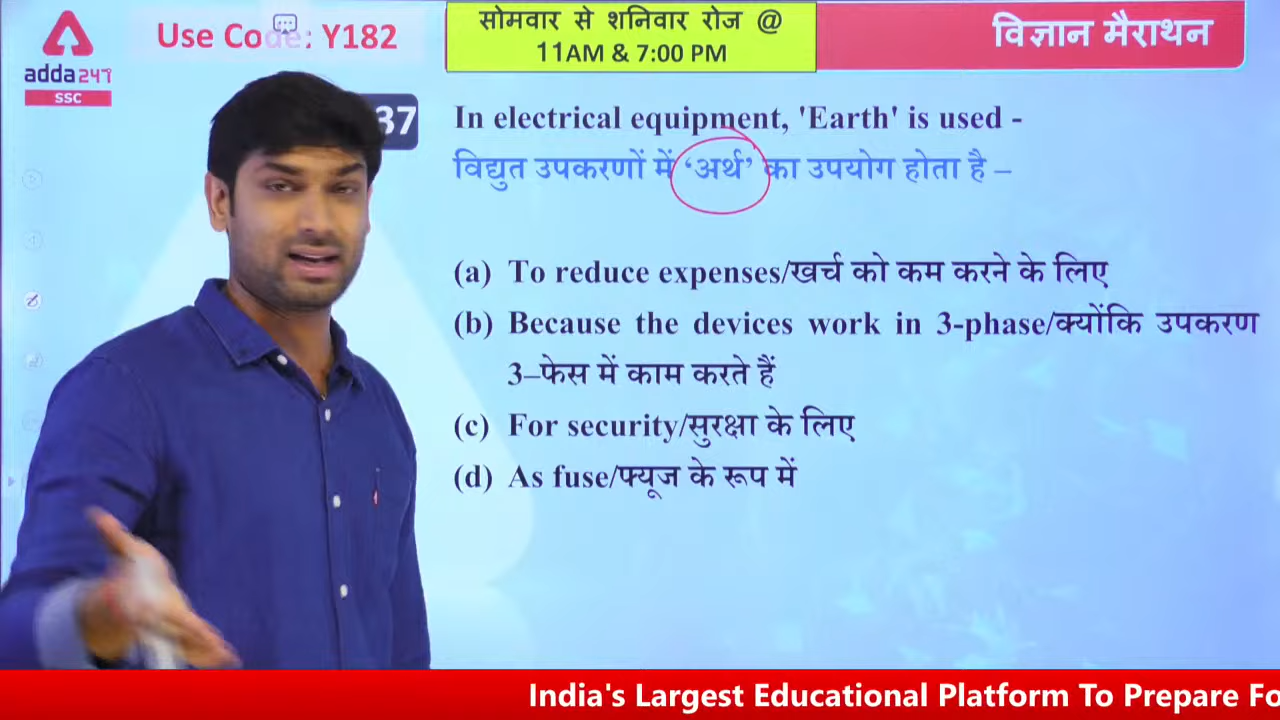 adda247
SSC
Use Code: Y182
सोमवार से शनिवार रोज @
11AM & 7:00 PM
विज्ञान मैराथन
37
In electrical equipment, 'Earth' is used -
विद्युत उपकरणों में ‘अर्थ’ का उपयोग होता है –
(a) To reduce expenses/खर्च को कम करने के लिए
(b) Because the devices work in 3-phase/क्योंकि उपकरण
3–फेस में काम करते हैं
(c) For security/सुरक्षा के लिए
(d) As fuse/फ्यूज के रूप में
India's Largest Educational Platform To Prepare Fo